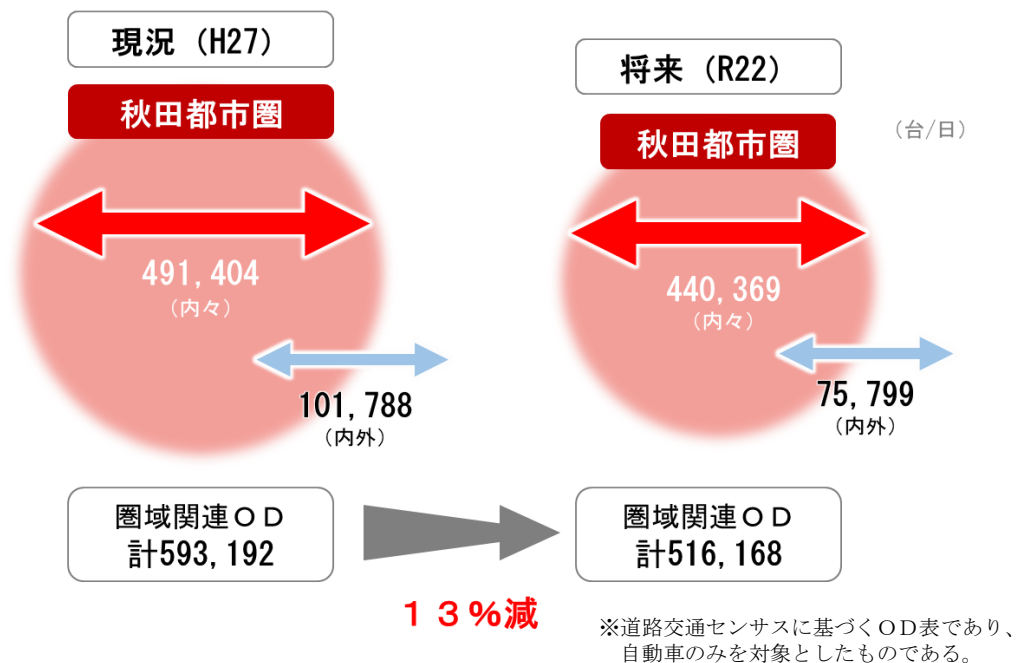 現況（H27）
秋田都市圏
491,404
（内々）
101,788
（内外）
圏域関連ＯＤ
計593,192
１３%減
将来（R22）
（台/日）
秋田都市圏
440,369
（内々）
75,799
（内外）
圏域関連ＯＤ
計516,168
※道路交通センサスに基づくＯＤ表であり、
自動車のみを対象としたものである。